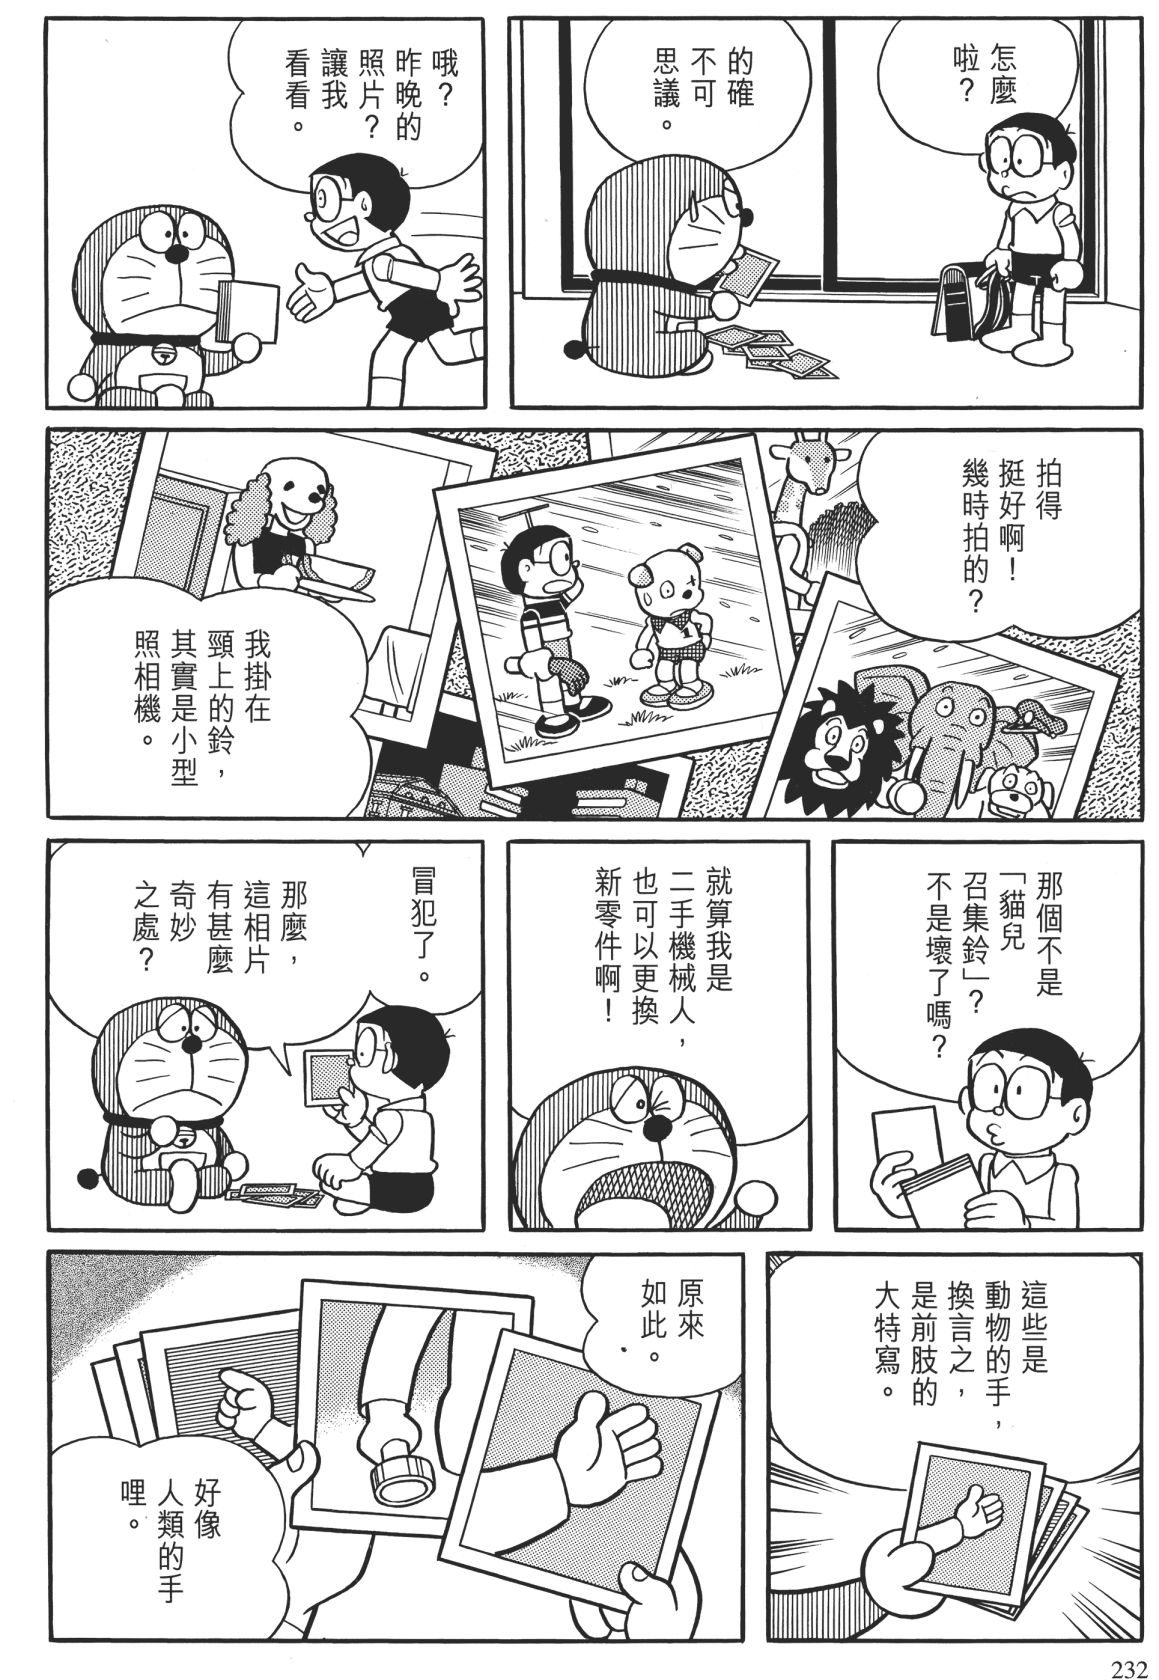 怎麼
啦？
的確
不可
思議。
哦？
昨晚的
照片？
讓我
看看。
拍得
挺好啊！
幾時拍的？
我掛在
頸上的鈴，
其實是小型
照相機。
那個不是
「貓兒
召集鈴」？
不是壞了嗎？
就算我是
二手機械人，
也可以更換
新零件啊！
冒犯了。
那麼，
這相片
有甚麼
奇妙
之處？
這些是
動物的手，
換言之，
是前肢的
大特寫。
原來
如此。
好像
人類的手
哩。
232